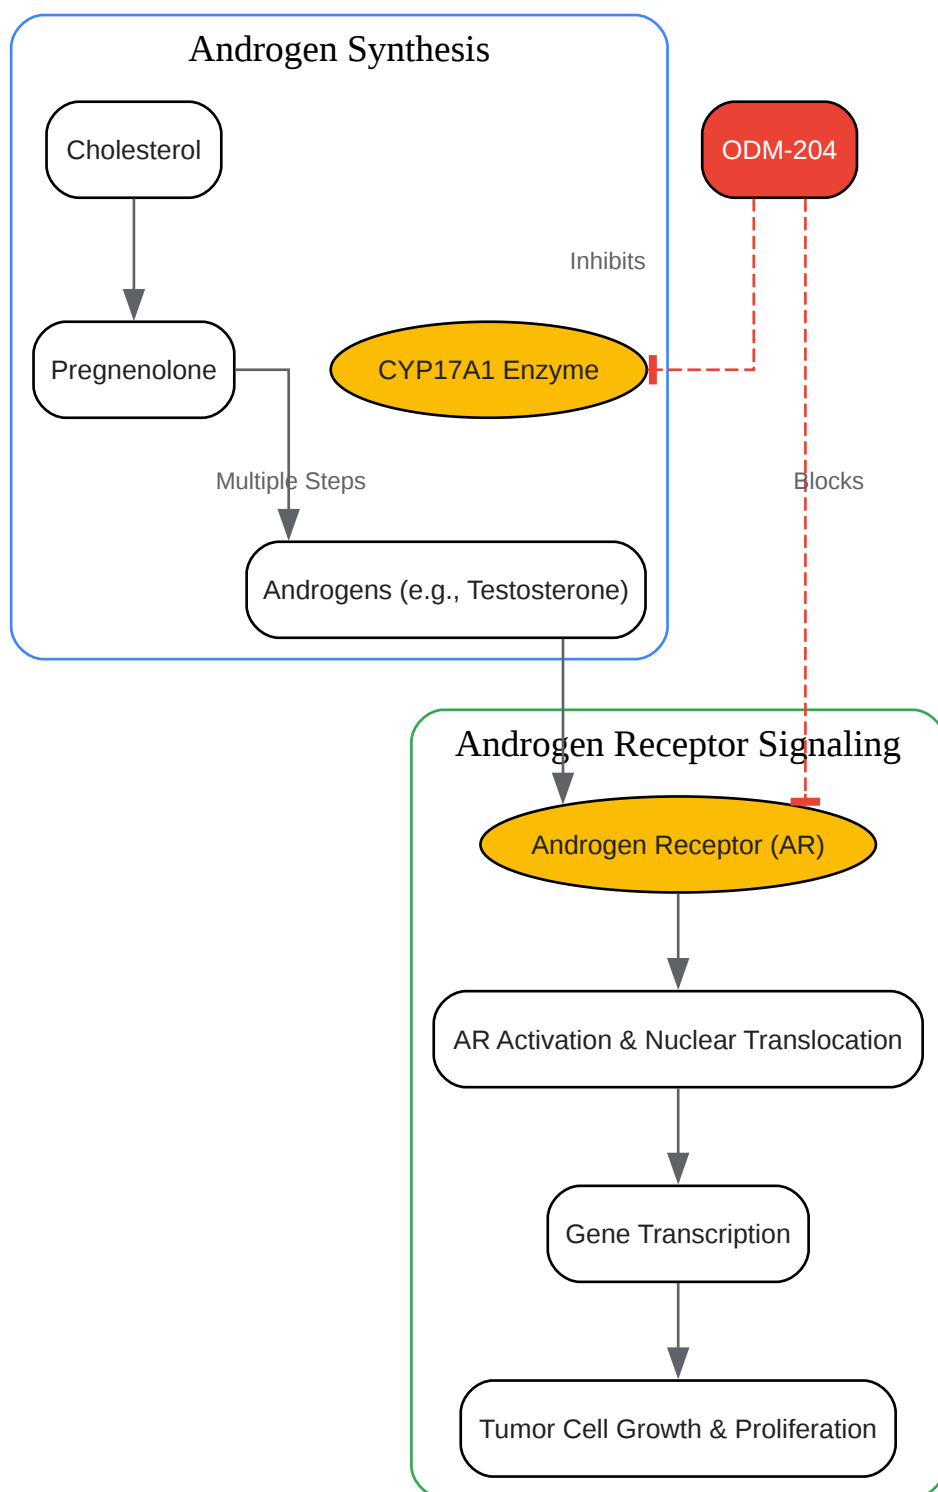 Androgen Synthesis
Cholesterol
ODM-204
Inhibits
Pregnenolone
CYP17A1 Enzyme
Multiple Steps
Blocks
Androgens (e.g., Testosterone)
Androgen Receptor Signaling
Androgen Receptor (AR)
AR Activation & Nuclear Translocation
Gene Transcription
Tumor Cell Growth & Proliferation